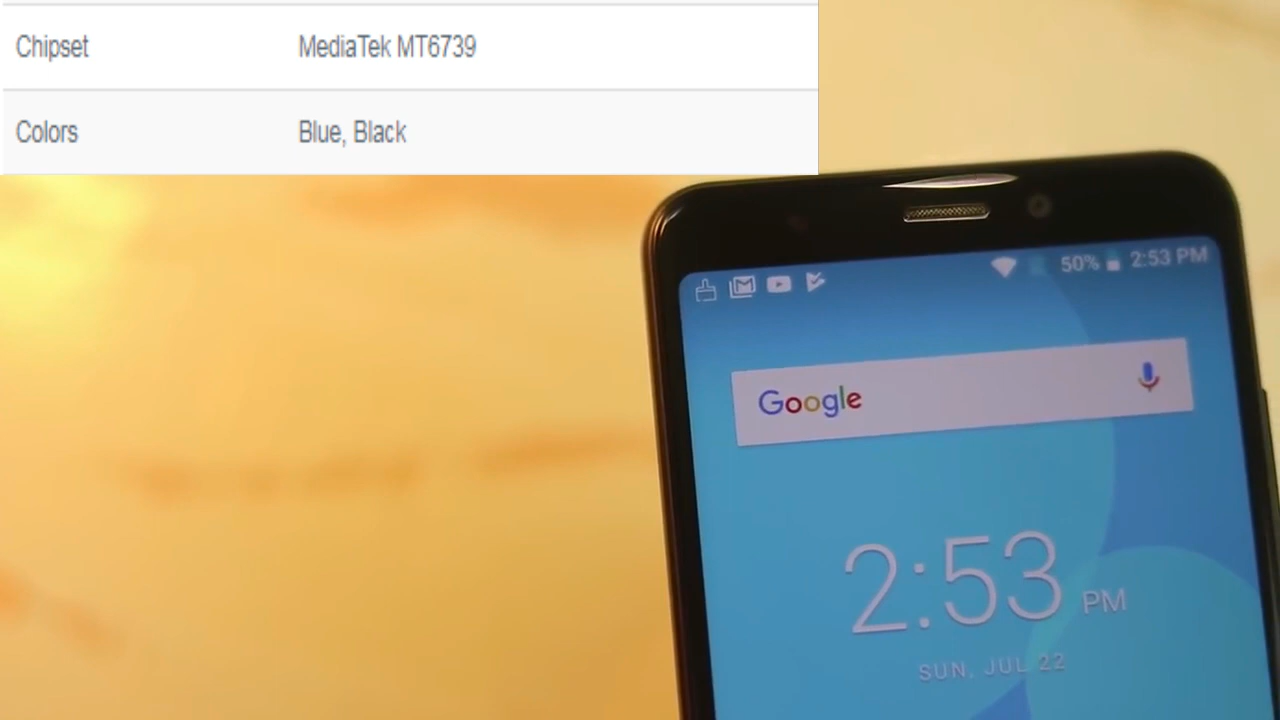 Chipset MediaTek MT6739
Colors Blue, Black
50% 2:53 PM
Google
2:53 PM
SUN, JUL 22